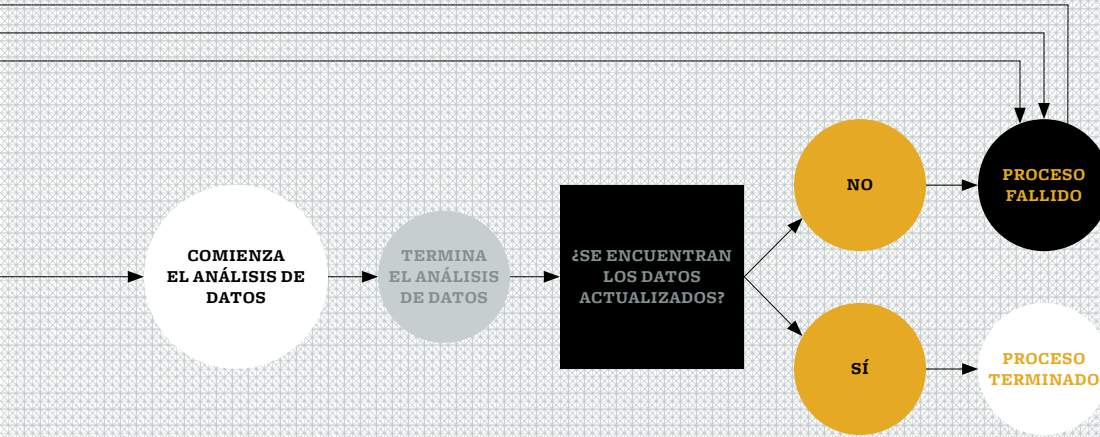 COMIENZA
EL ANÁLISIS DE
DATOS
TERMINA
EL ANÁLISIS
DE DATOS
¿SE ENCUENTRAN
LOS DATOS
ACTUALIZADOS?
NO
PROCESO
FALLIDO
SÍ
PROCESO
TERMINADO